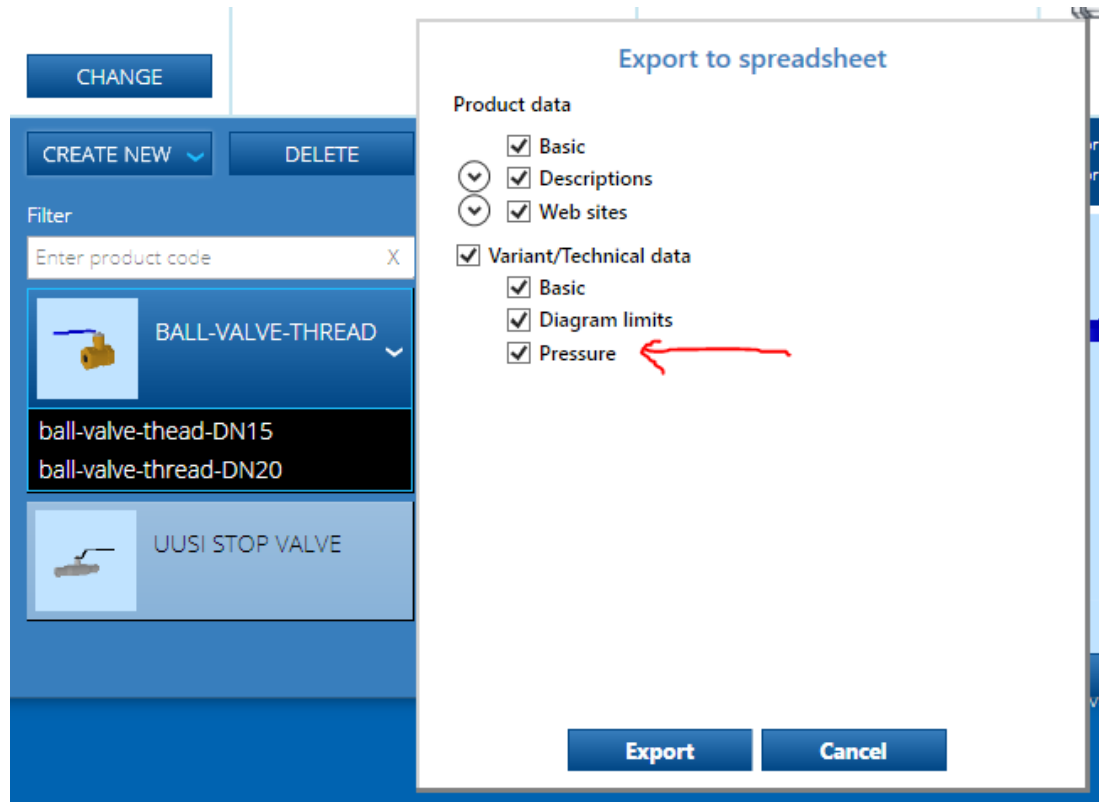 CHANGE
CREATE NEW
DELETE
Filter
Enter product code X
BALL-VALVE-THREAD
ball-valve-thead-DN15
ball-valve-thread-DN20
UUSI STOP VALVE
Export to spreadsheet
Product data
Basic
Descriptions
Web sites
Variant/Technical data
Basic
Diagram limits
Pressure
Export
Cancel